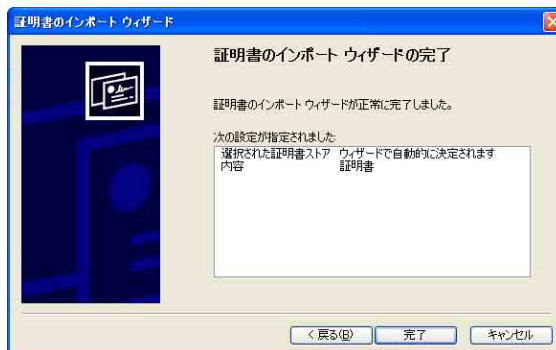 証明書のインポート ウィザード
証明書のインポート ウィザードの完了
証明書のインポート ウィザードが正常に完了しました。
次の設定が指定されました
選択された証明書ストア ウィザードで自動的に決定されます
内容 証明書
< 戻る(B) 完了 キャンセル